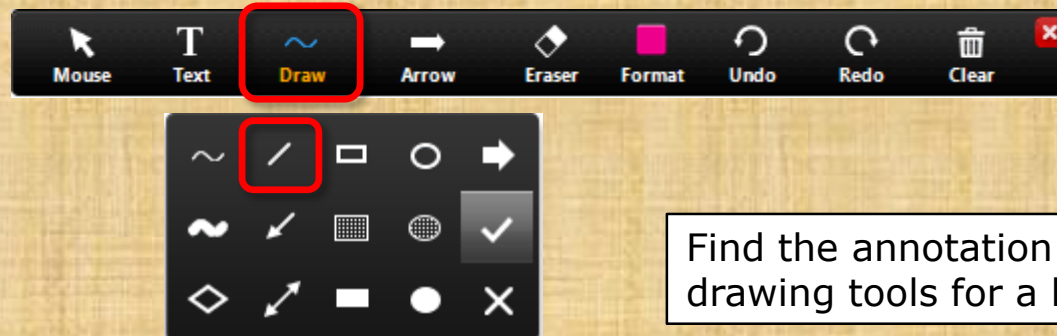 Mouse Text Draw Arrow Eraser Format Undo Redo Clear
Find the annotation
drawing tools for a